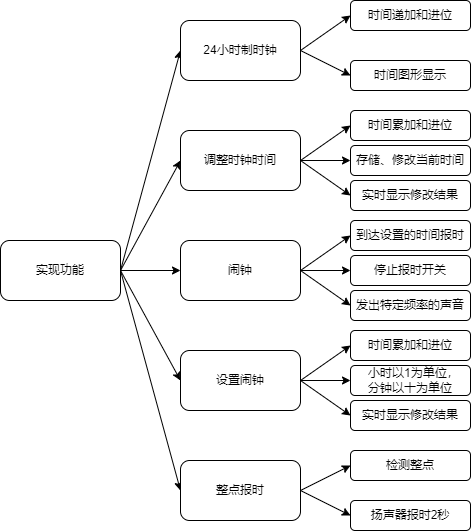 实现功能
24小时制时钟
时间递加和进位
时间图形显示
调整时钟时间
时间累加和进位
存储、修改当前时间
实时显示修改结果
闹钟
到达设置的时间报时
停止报时开关
发出特定频率的声音
设置闹钟
时间累加和进位
小时以1为单位，
分钟以十为单位
实时显示修改结果
整点报时
检测整点
扬声器报时2秒